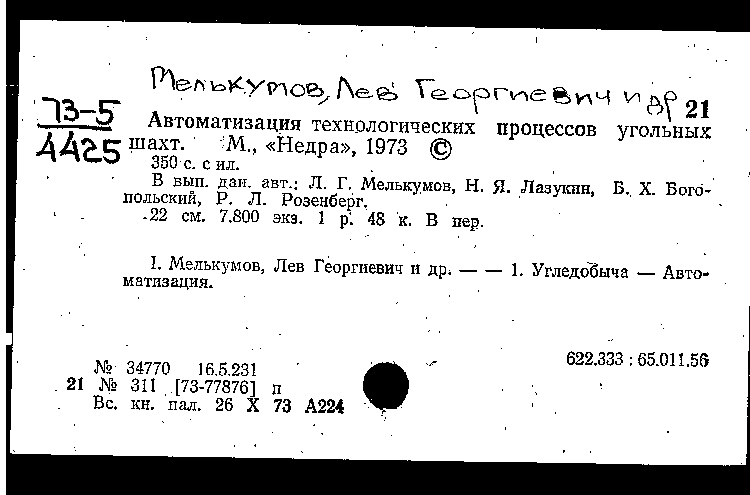 Мелькумов, Лев Георгиевич и др
21
73-5
4425
Автоматизация технологических процессов угольных
шахт. М., «Недра», 1973 ©
350 с. с ил.
В вып. дан. авт.: Л. Г. Мелькумов, Н. Я. Лазукин, Б. Х. Бого-
польский, Р. Л. Розенберг.
22 см. 7.800 экз. 1 р. 48 к. В пер.
I. Мелькумов, Лев Георгиевич и др. — — 1. Угледобыча — Авто-
матизация.
622.333 : 65.011.56
№ 34770 16.5.231
21 № 311 [73-77876] п
Вс. кн. пал. 26 X 73 А224